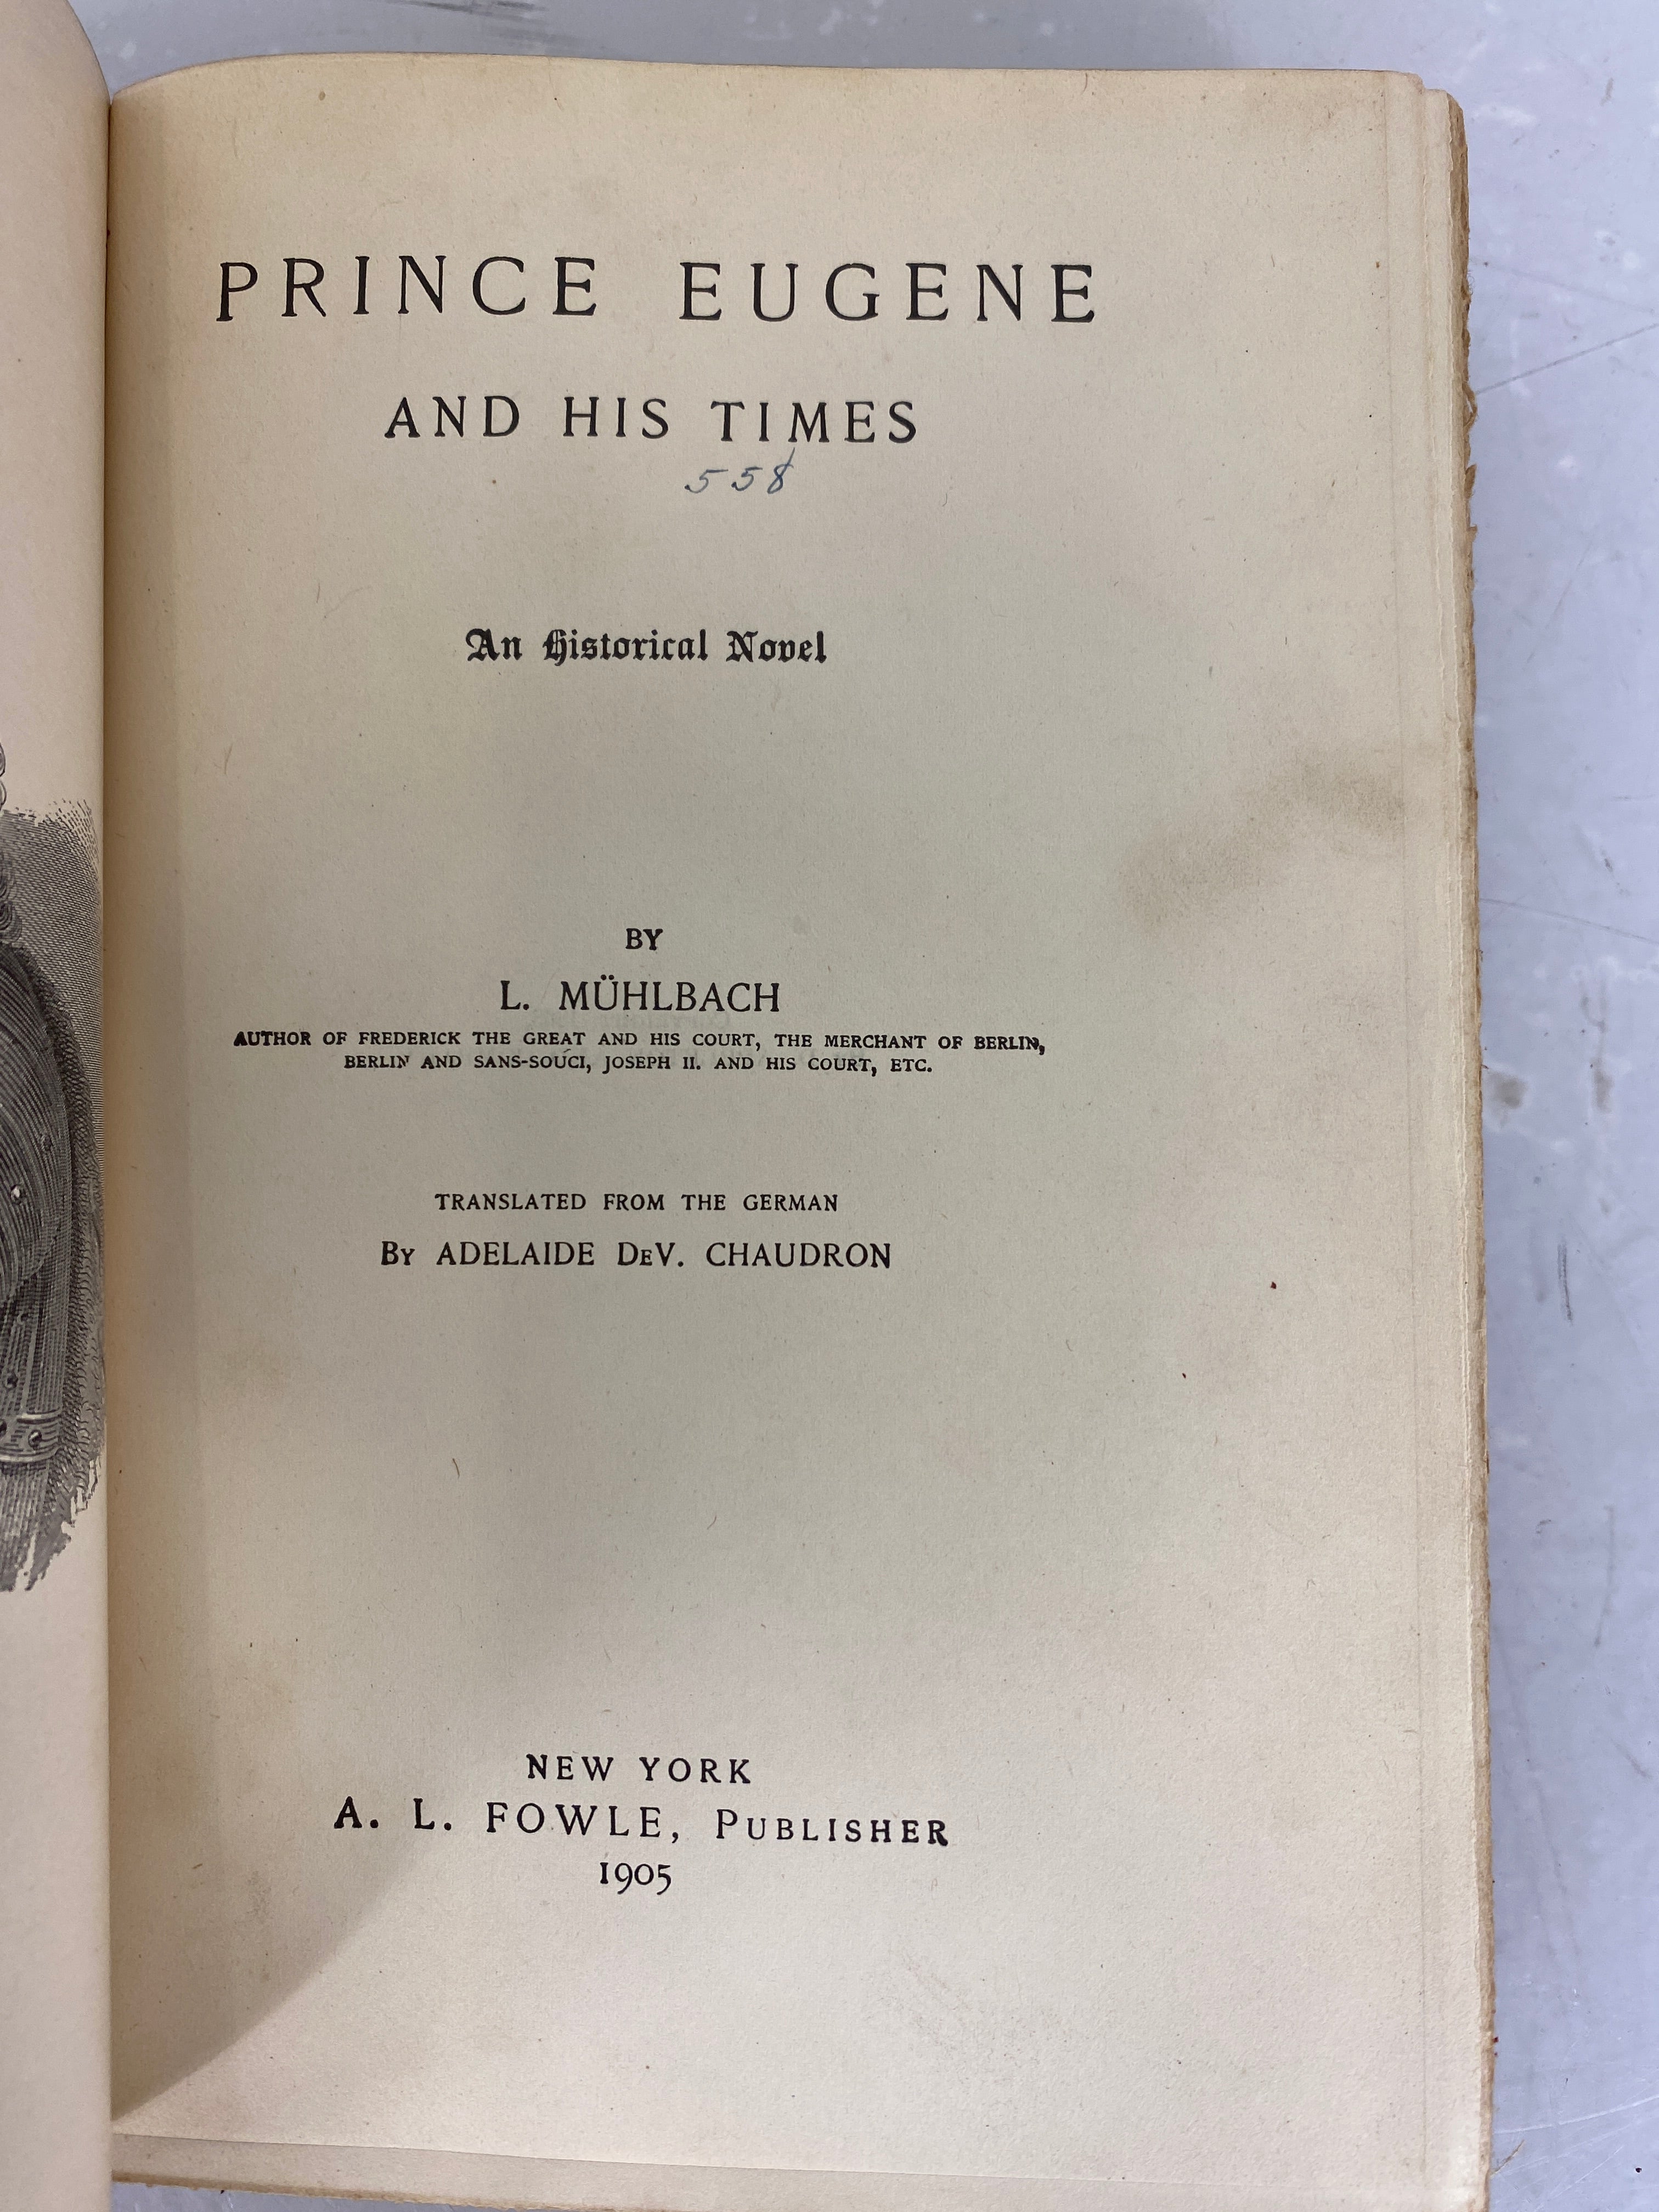 PRINCE EUGENE
AND HIS TIMES
558
An Historical Novel
BY
L. MÜHLBACH
AUTHOR OF FREDERICK THE GREAT AND HIS COURT, THE MERCHANT OF BERLIN,
BERLIN AND SANS-SOUCI, JOSEPH II. AND HIS COURT, ETC.
TRANSLATED FROM THE GERMAN
By ADELAIDE DeV. CHAUDRON
NEW YORK
A. L. FOWLE, Publisher
1905